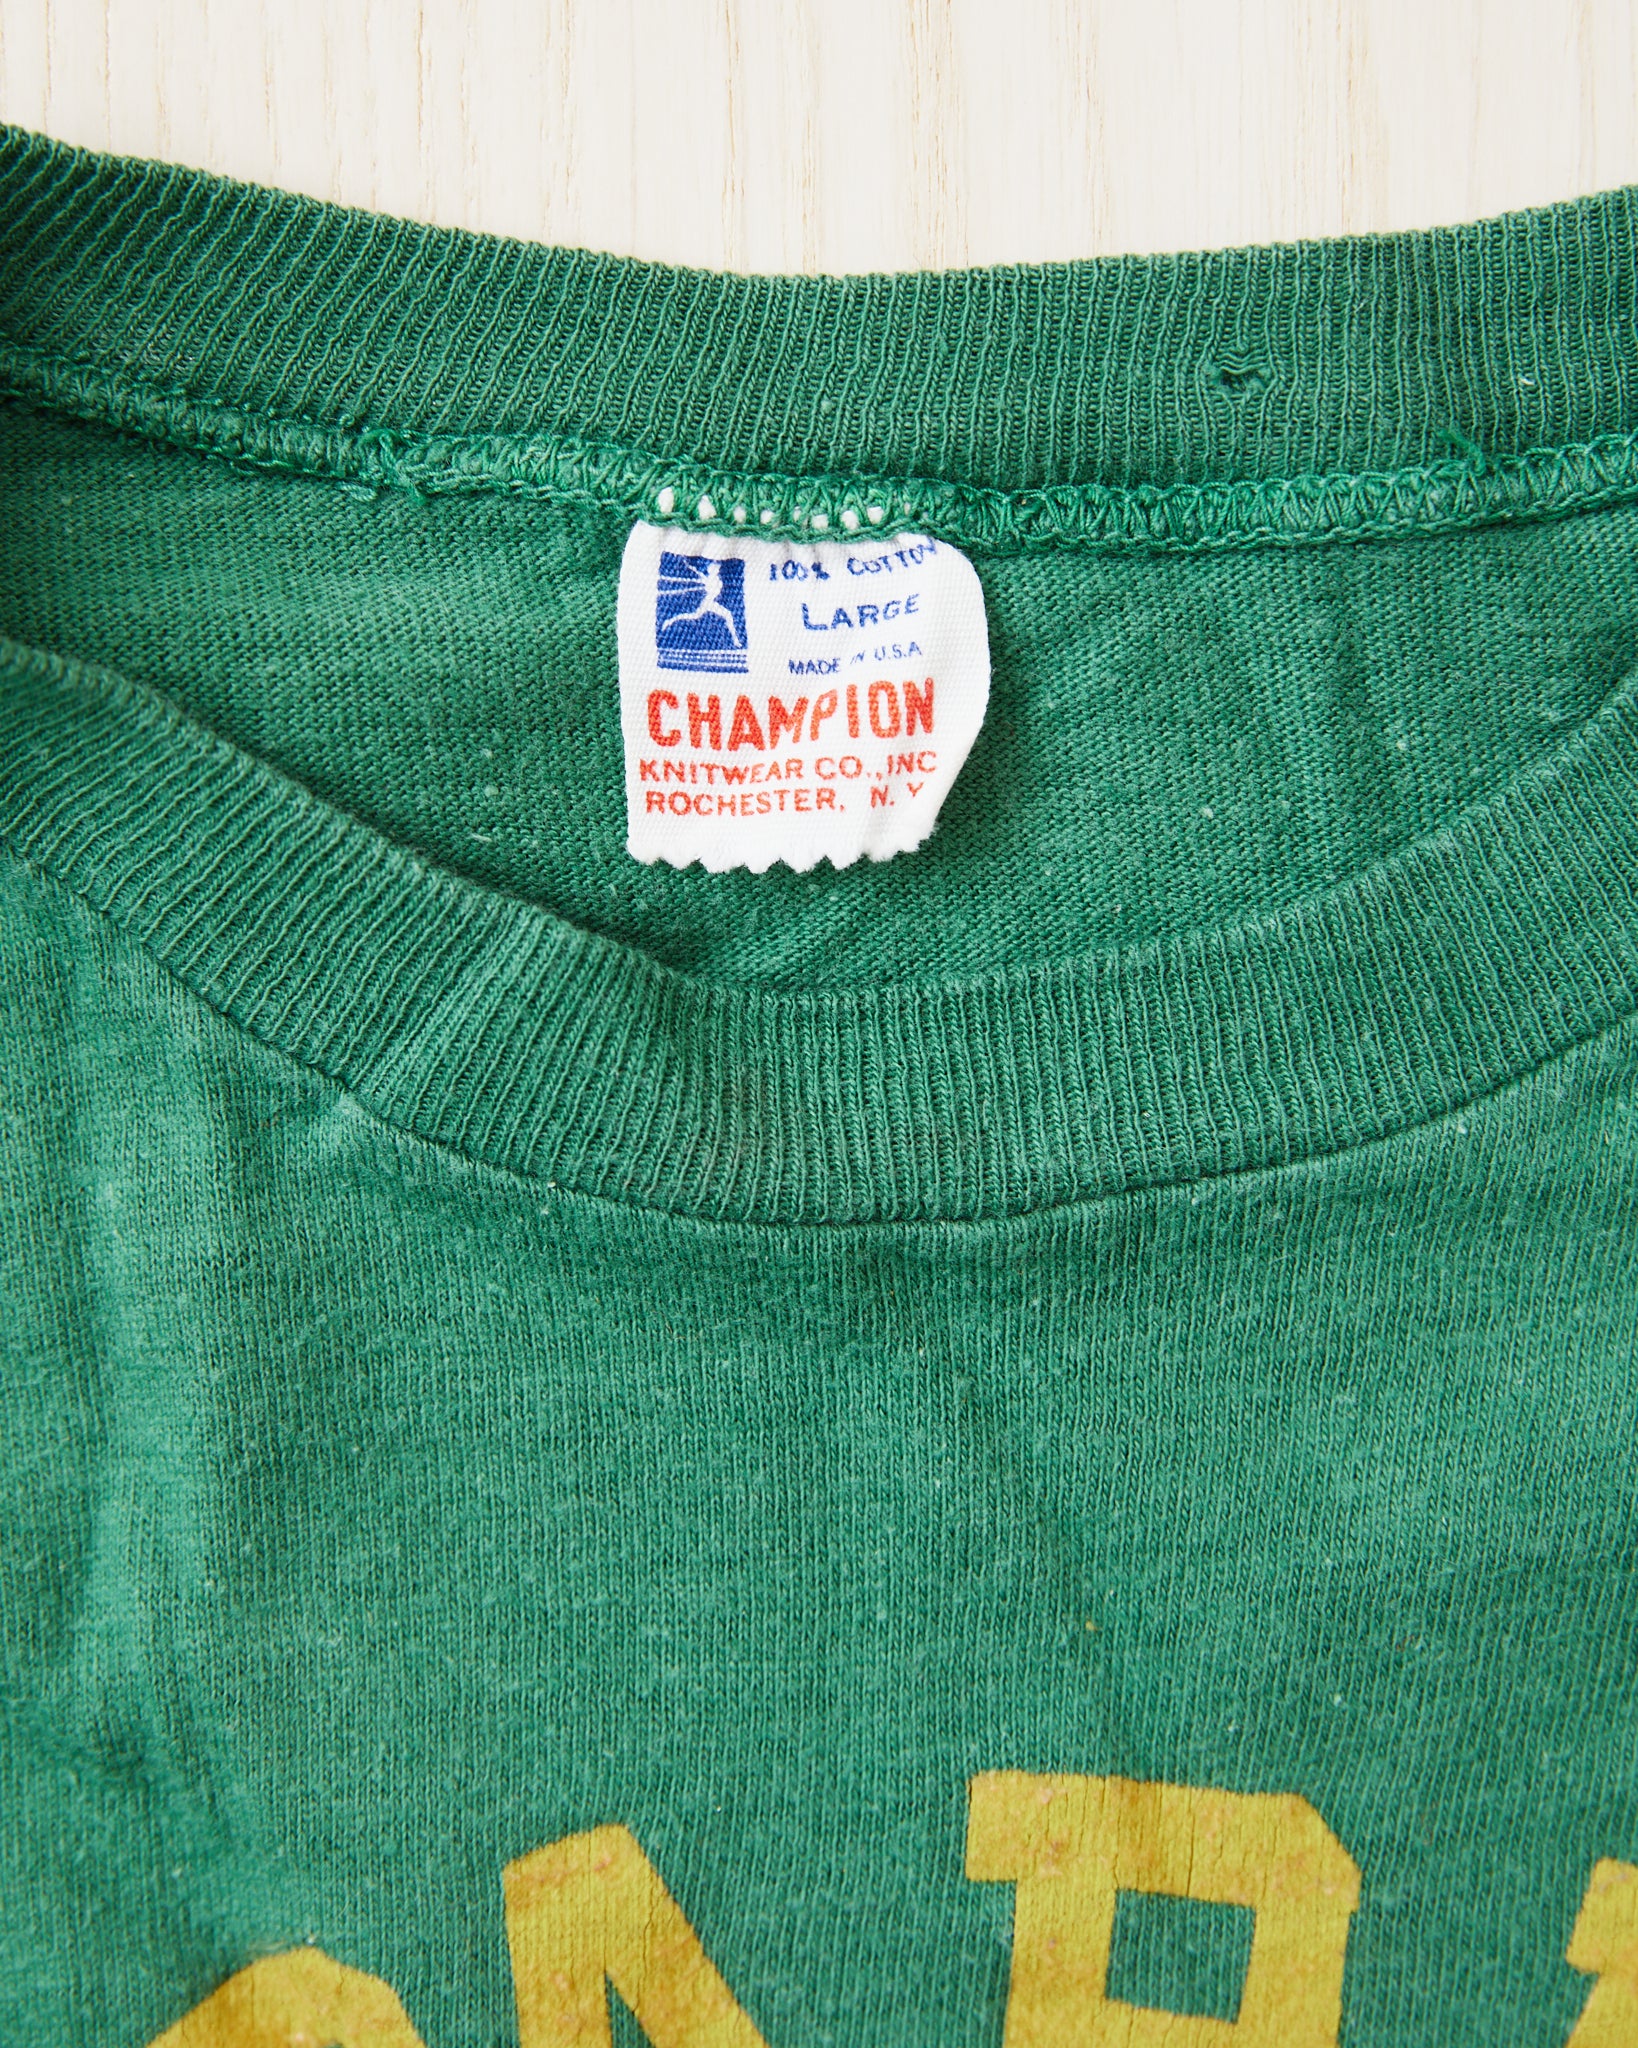 100% COTTON
LARGE
MADE IN U.S.A
CHAMPION
KNITWEAR CO., INC
ROCHESTER, N.Y